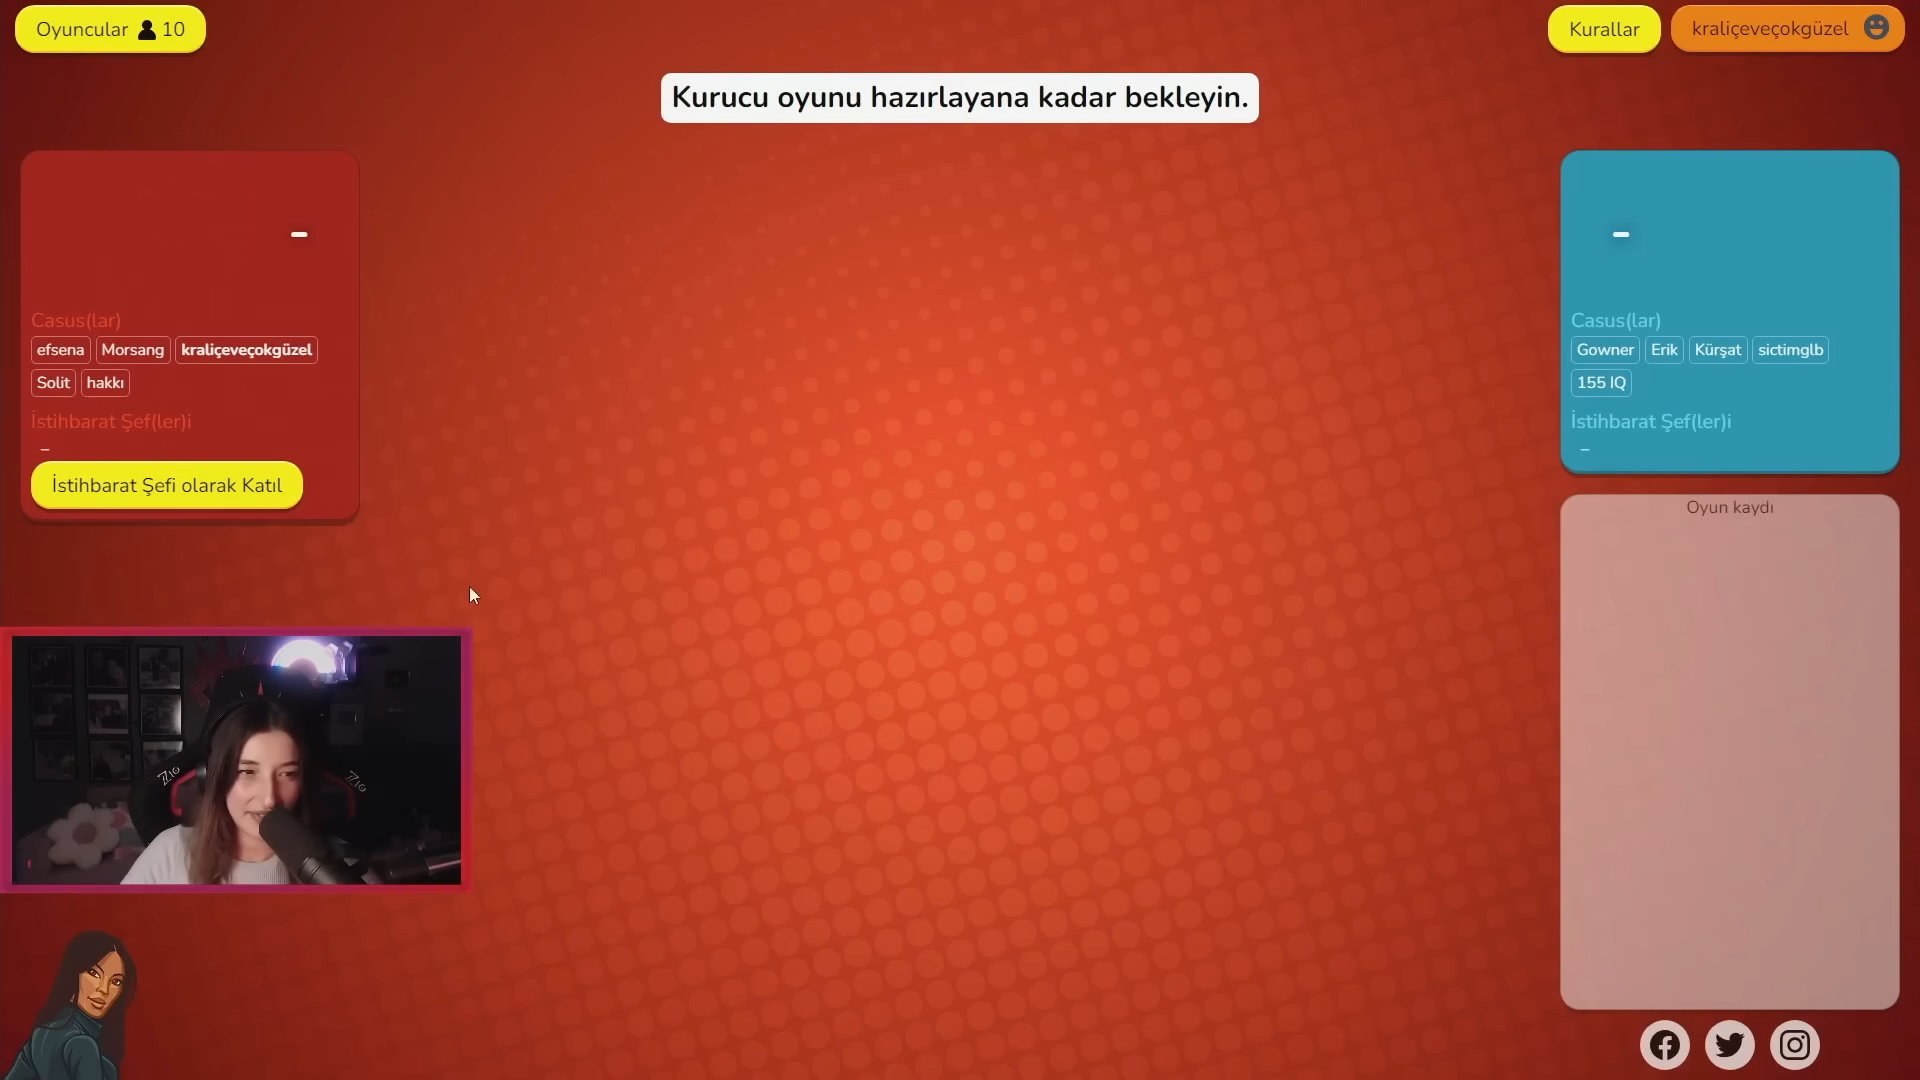 Oyuncular 10
Kurallar
kraliçeveçokgüzel
Kurucu oyunu hazırlayana kadar bekleyin.
-
Casus(lar)
efsena Morsang kraliçeveçokgüzel
Solit hakkı
İstihbarat Şef(ler)i
–
İstihbarat Şefi olarak Katıl
-
Casus(lar)
Gowner Erik Kürşat sictimglb
155 IQ
İstihbarat Şef(ler)i
–
Oyun kaydı